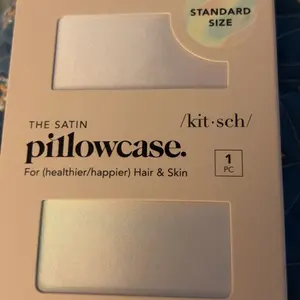 STANDARD
SIZE
/kit·sch/
THE SATIN
pillowcase.
For (healthier/happier) Hair & Skin
1
PC